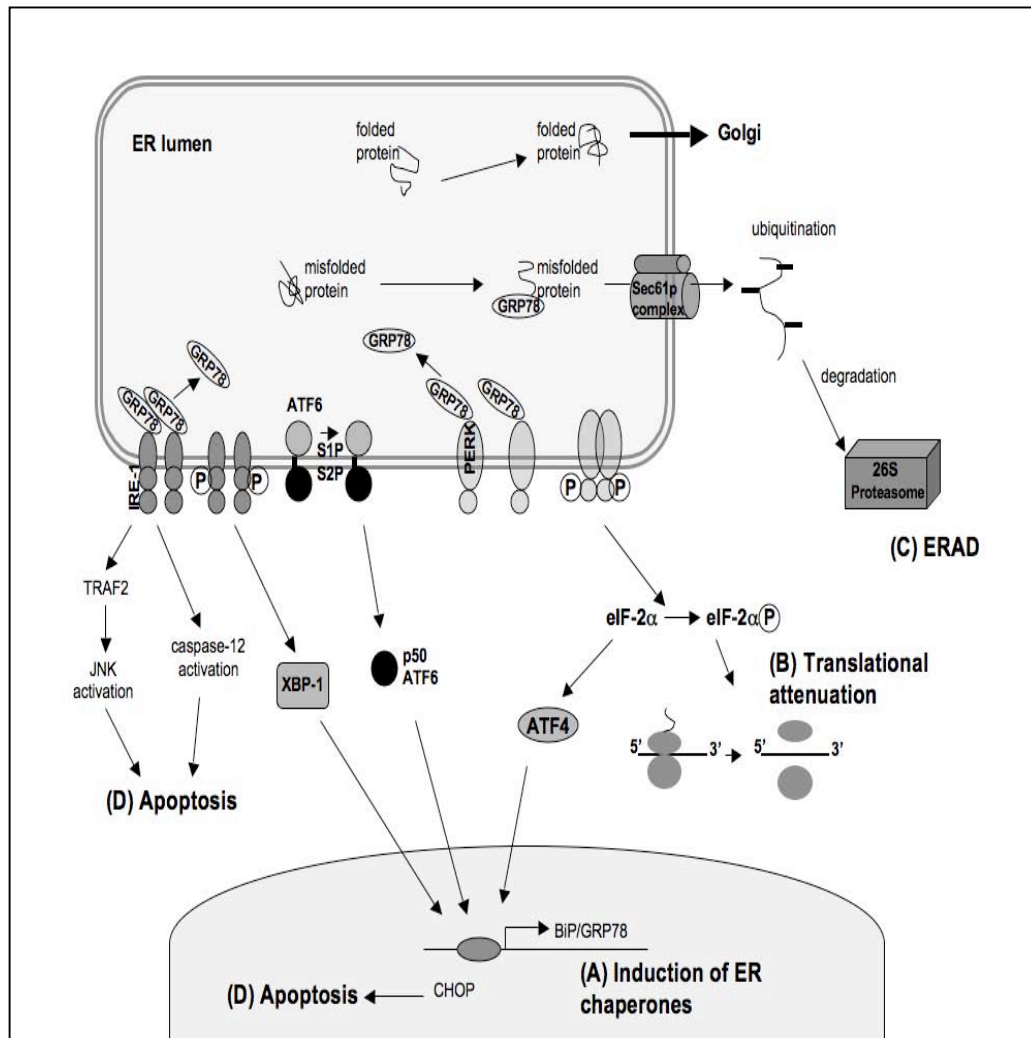 ER lumen
folded
protein
folded
protein
Golgi
ubiquitination
misfolded
protein
misfolded
protein
GRP78
Sec61p
complex
GRP78
GRP78
GRP78
GRP78
GRP78
GRP78
degradation
ATF6
S1P
S2P
IRE-1
P
P
PERK
P
P
26S
Proteasome
(C) ERAD
TRAF2
JNK
activation
caspase-12
activation
XBP-1
p50
ATF6
eIF-2α
eIF-2α P
(B) Translational
attenuation
ATF4
5’ 3’ 5’ 3’
(D) Apoptosis
BiP/GRP78
(A) Induction of ER
chaperones
(D) Apoptosis
CHOP